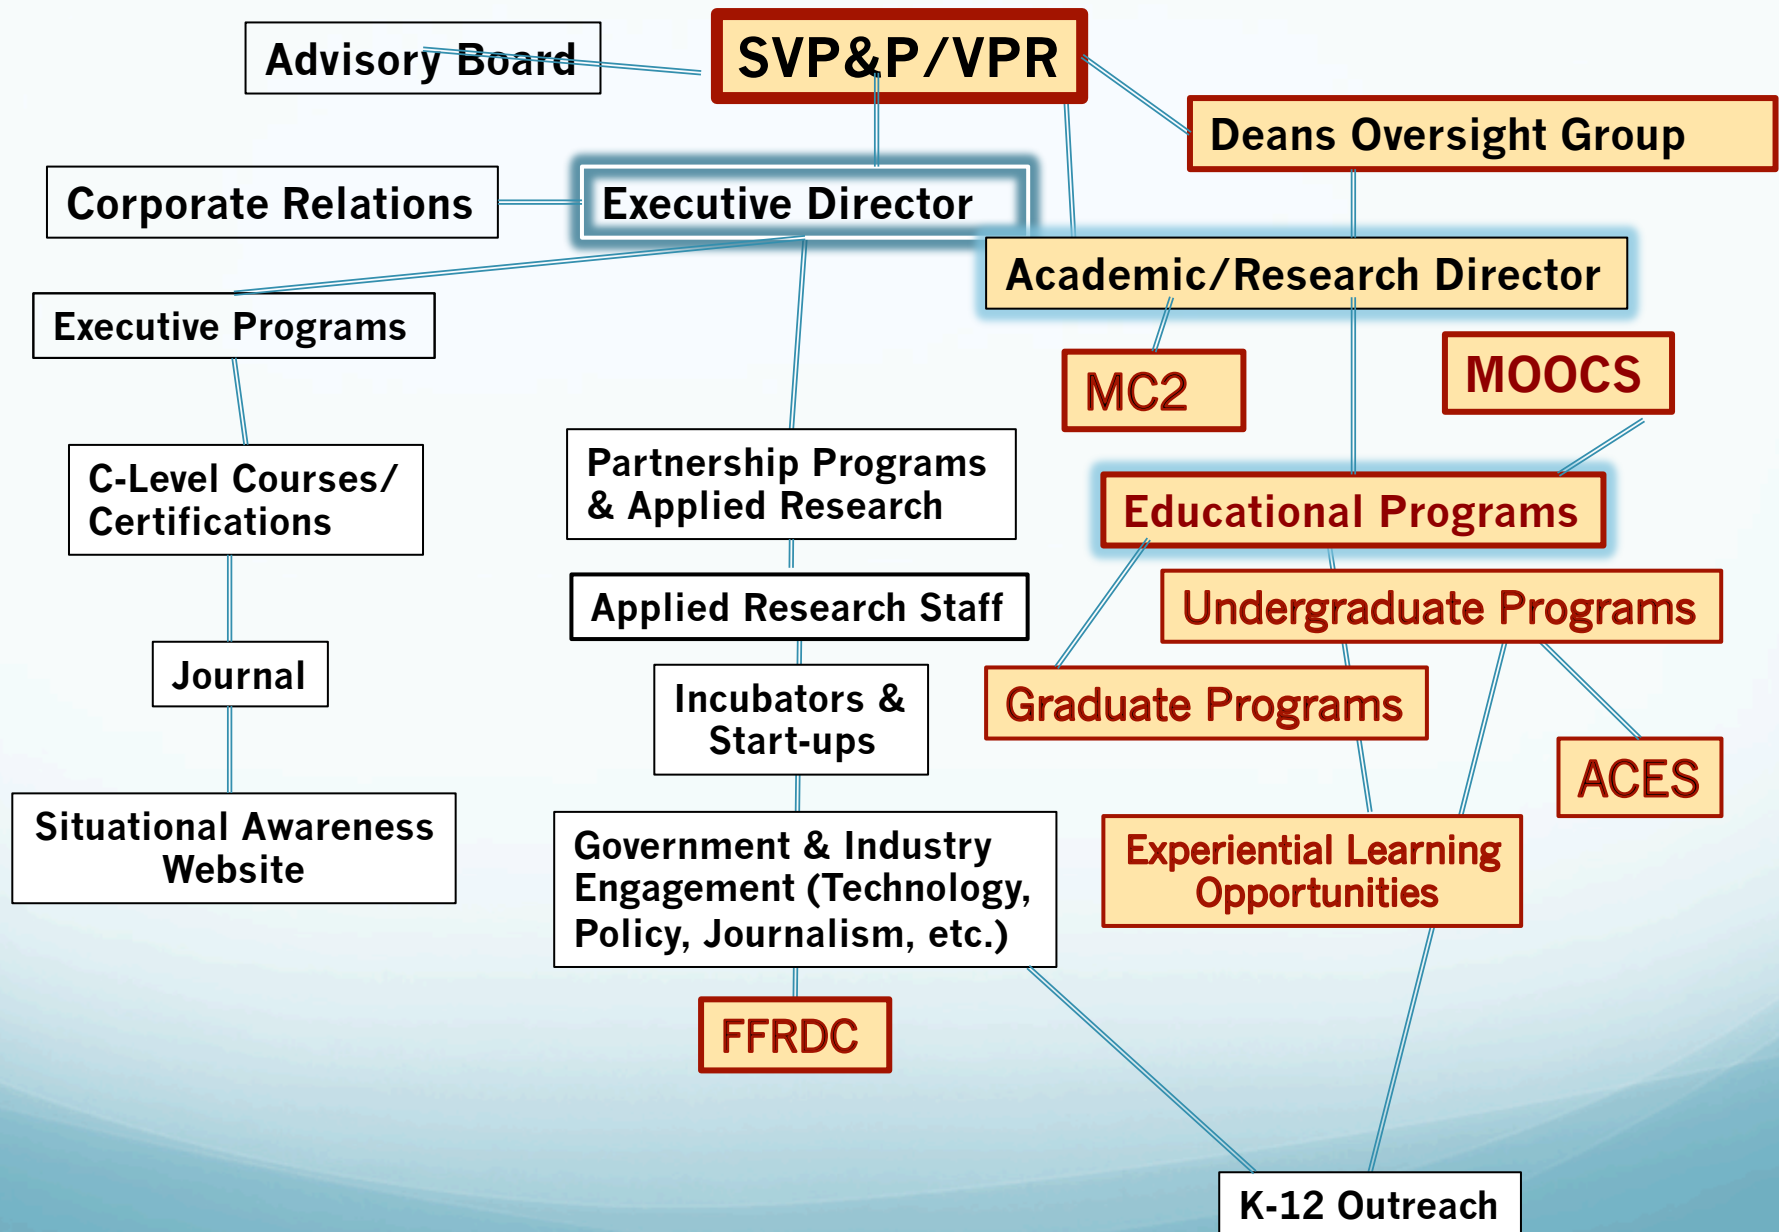 Advisory Board
SVP&P/VPR
Deans Oversight Group
Corporate Relations
Executive Director
Academic/Research Director
Executive Programs
MC2
MOOCS
C-Level Courses/
Certifications
Partnership Programs
& Applied Research
Educational Programs
Applied Research Staff
Undergraduate Programs
Journal
Incubators &
Start-ups
Graduate Programs
ACES
Situational Awareness
Website
Government & Industry
Engagement (Technology,
Policy, Journalism, etc.)
Experiential Learning
Opportunities
FFRDC
K-12 Outreach